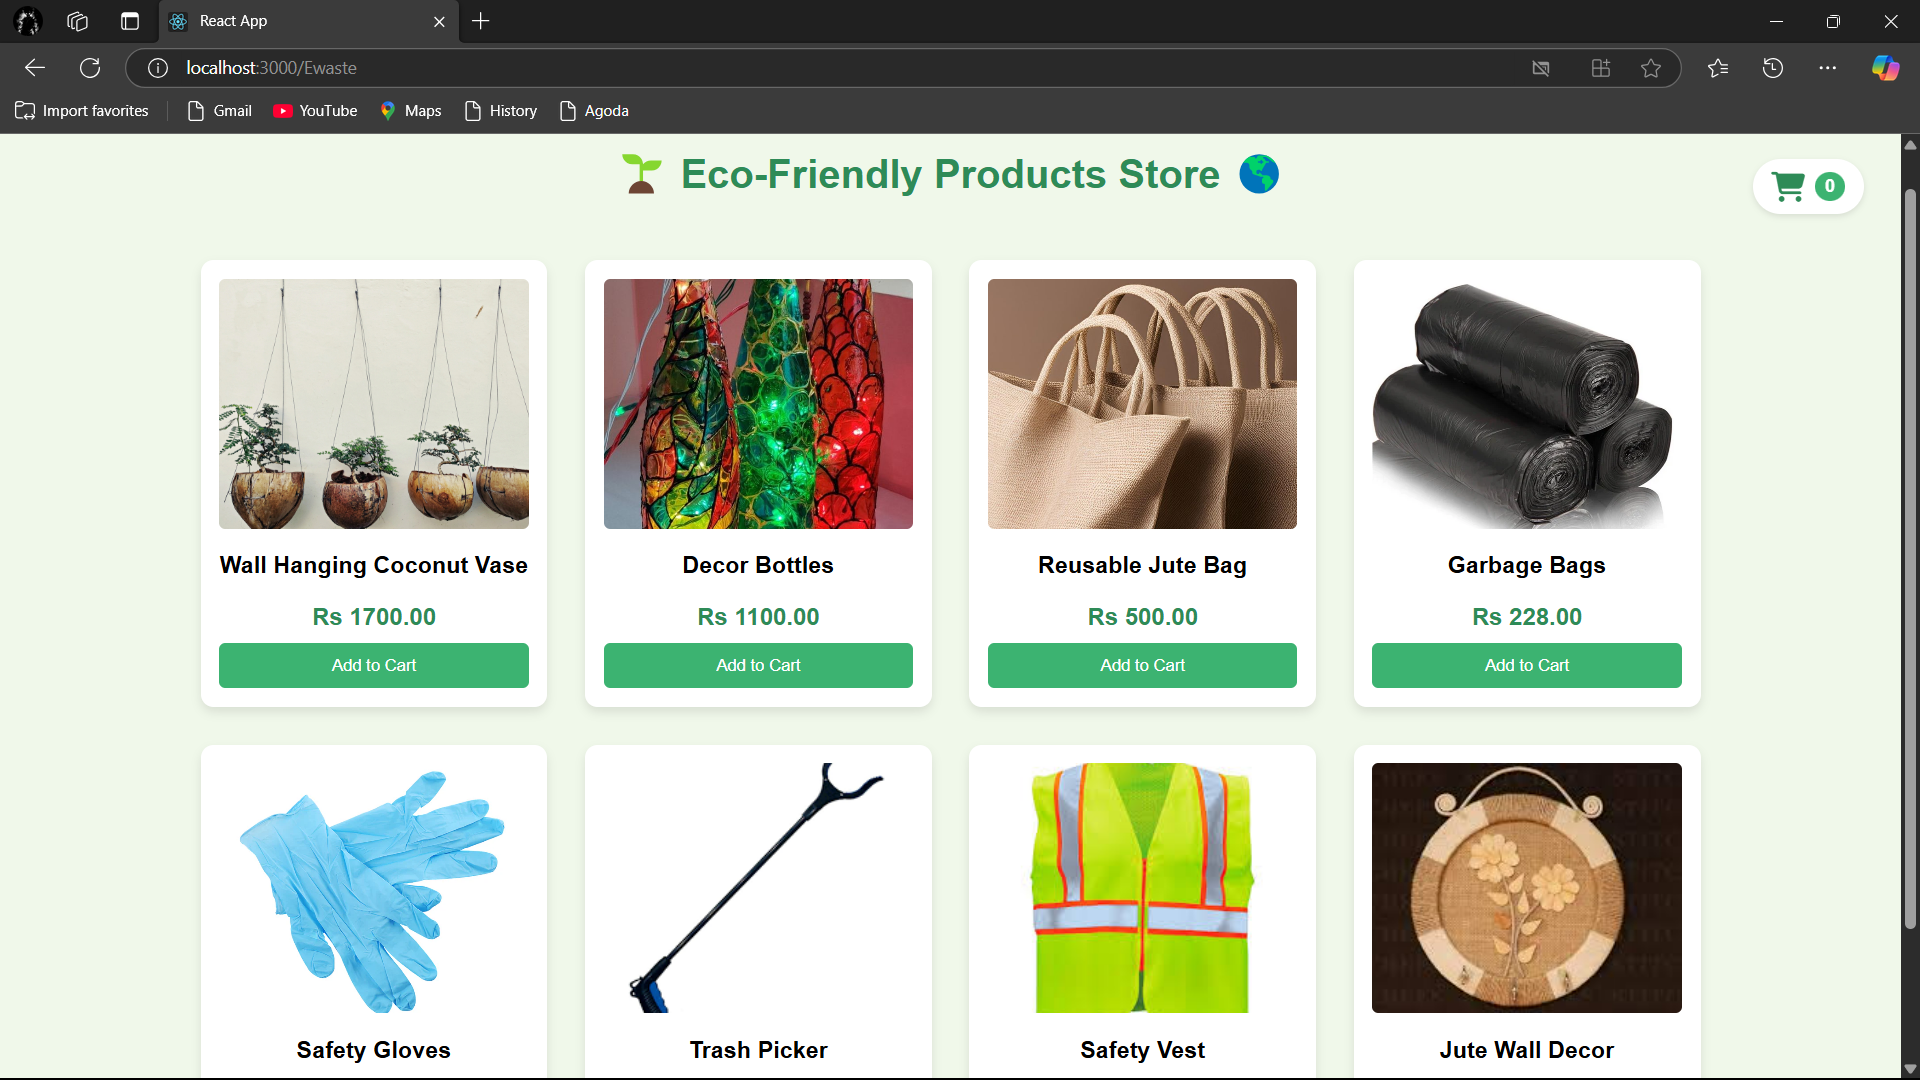 React App
localhost:3000/Ewaste
Import favorites
Gmail
YouTube
Maps
History
Agoda
Eco-Friendly Products Store
0
Wall Hanging Coconut Vase
Rs 1700.00
Add to Cart
Decor Bottles
Rs 1100.00
Add to Cart
Reusable Jute Bag
Rs 500.00
Add to Cart
Garbage Bags
Rs 228.00
Add to Cart
Safety Gloves
Trash Picker
Safety Vest
Jute Wall Decor